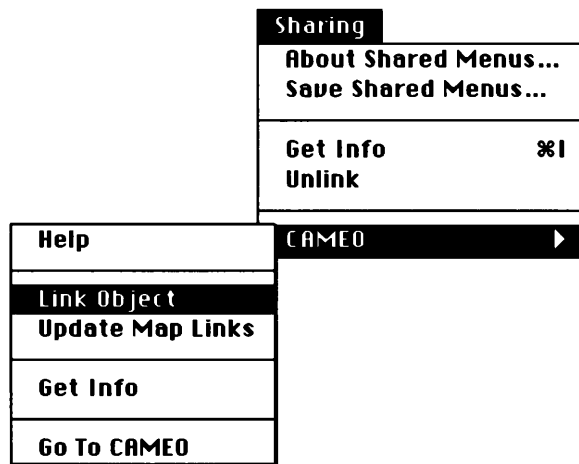 Sharing
About Shared Menus...
Save Shared Menus...
Get Info ⌘I
Unlink
CAMEO
Help
Link Object
Update Map Links
Get Info
Go To CAMEO